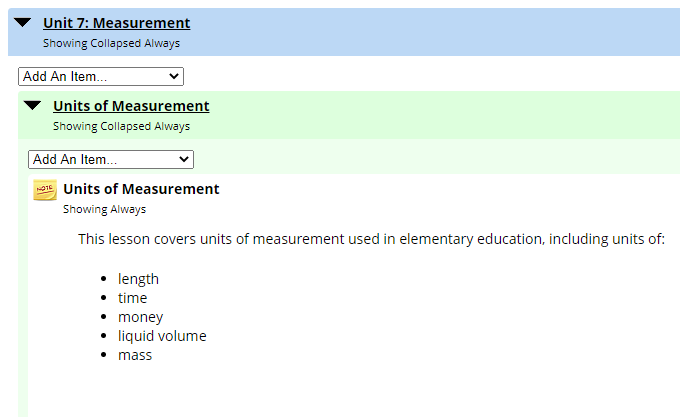 Unit 7: Measurement
Showing Collapsed Always
Add An Item...
Units of Measurement
Showing Collapsed Always
Add An Item...
NOTE
Units of Measurement
Showing Always
This lesson covers units of measurement used in elementary education, including units of:
• length
• time
• money
• liquid volume
• mass